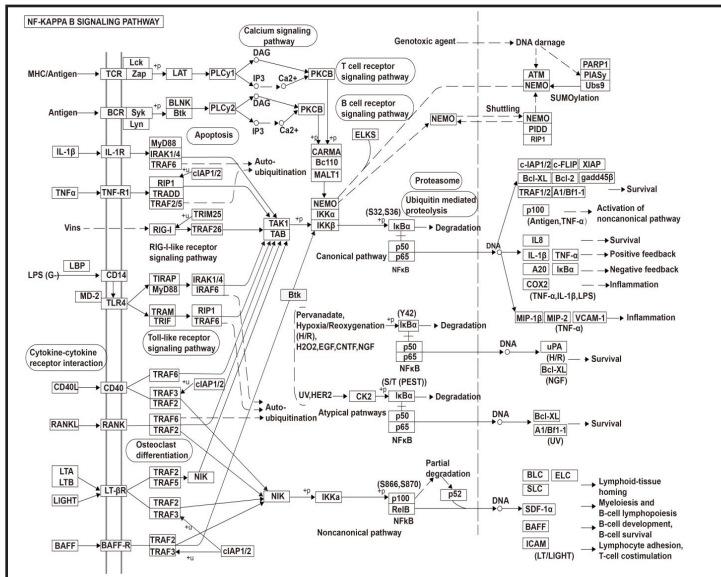 NF-KAPPA B SIGNALING PATHWAY
Calcium signaling
pathway
Genotoxic agent
DNA damage
MHC/Antigen
TCR
Lck
Zap
+p
LAT
PLCy1
DAG
IP3
Ca2+
PKCB
T cell receptor
signaling pathway
ATM
NEMO
PARP1
PIASy
Ubs9
SUMOylation
Antigen
BCR
Syk
Lyn
+p
BLNK
Btk
PLCy2
DAG
IP3
Ca2+
PKCB
B cell receptor
signaling pathway
Shuttling
NEMO
NEMO
PIDD
RIP1
Apoptosis
+p
+p
ELKS
CARMA
Bc110
MALT1
IL-1β
IL-1R
MyD88
IRAK1/4
TRAF6
Auto-
ubiquitination
TNFα
TNF-R1
RIP1
TRADD
TRAF2/5
+u
cIAP1/2
Proteasome
Ubiquitin mediated
proteolysis
c-IAP1/2
c-FLIP
XIAP
Bcl-XL
Bcl-2
gadd45β
TRAF1/2
A1/Bf1-1
Survival
p100
(Antigen,TNF-α)
Activation of
noncanonical pathway
Vins
RIG-I
+u
TRIM25
TRAF26
RIG-I-like receptor
signaling pathway
TAK1
TAB
+p
NEMO
IKKα
IKKβ
(S32,S36)
+p
IκBα
Degradation
p50
p65
NFκB
Canonical pathway
DNA
IL8
Survival
IL-1β
TNF-α
Positive feedback
A20
IκBα
Negative feedback
COX2
Inflammation
(TNF-α,IL-1β,LPS)
MIP-1β
MIP-2
VCAM-1
Inflammation
(TNF-α)
LPS (G-)
LBP
CD14
MD-2
TLR4
TIRAP
MyD88
IRAK1/4
IRAF6
TRAM
TRIF
RIP1
TRAF6
Toll-like receptor
signaling pathway
Btk
Pervanadate,
Hypoxia/Reoxygenation
(H/R),
H2O2,EGF,CNTF,NGF
(Y42)
+p
IκBα
Degradation
p50
p65
NFκB
DNA
uPA
(H/R)
Bcl-XL
(NGF)
Survival
Cytokine-cytokine
receptor interaction
CD40L
CD40
TRAF6
TRAF3
TRAF2
+u
cIAP1/2
UV,HER2
CK2
(S/T (PEST))
+p
IκBα
Degradation
Atypical pathways
p50
p65
NFκB
DNA
Bcl-XL
A1/Bf1-1
(UV)
Survival
RANKL
RANK
TRAF6
TRAF2
Auto-
ubiquitination
Osteoclast
differentiation
LTA
LTB
LIGHT
LT-βR
TRAF2
TRAF5
NIK
TRAF2
TRAF3
NIK
+p
IKKa
+p
(S866,S870)
p100
RelB
NFkB
Partial
degradation
p52
Noncanonical pathway
DNA
BLC
ELC
SLC
SDF-1α
BAFF
ICAM
(LT/LIGHT)
Lymphoid-tissue
homing
Myeloiesis and
B-cell lymphopoiesis
B-cell development,
B-cell survival
Lymphocyte adhesion,
T-cell costimulation
BAFF
BAFF-R
TRAF2
TRAF3
+u
+u
cIAP1/2